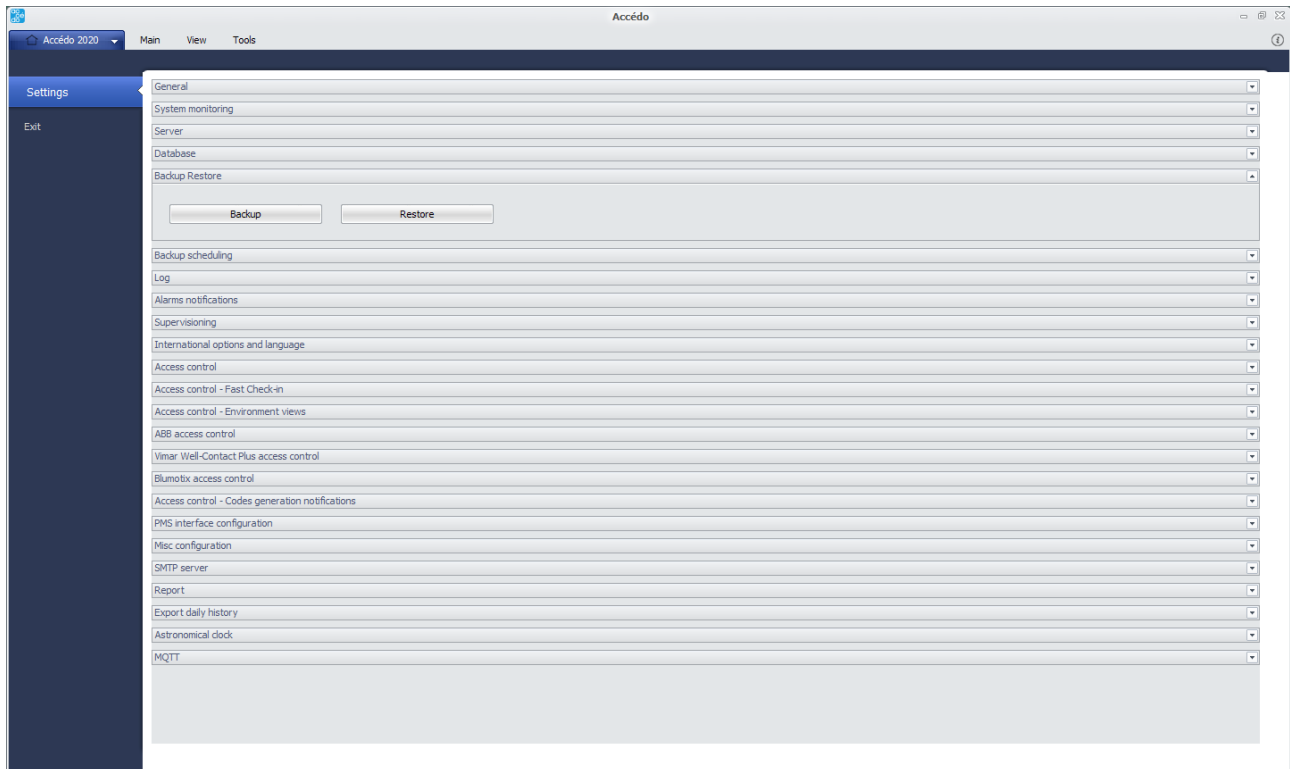 Accédo
Accédo 2020 Main View Tools
Settings
Exit
General
System monitoring
Server
Database
Backup Restore
Backup Restore
Backup scheduling
Log
Alarms notifications
Supervisioning
International options and language
Access control
Access control - Fast Check-in
Access control - Environment views
ABB access control
Vimar Well-Contact Plus access control
Blumotix access control
Access control - Codes generation notifications
PMS interface configuration
Misc configuration
SMTP server
Report
Export daily history
Astronomical clock
MQTT